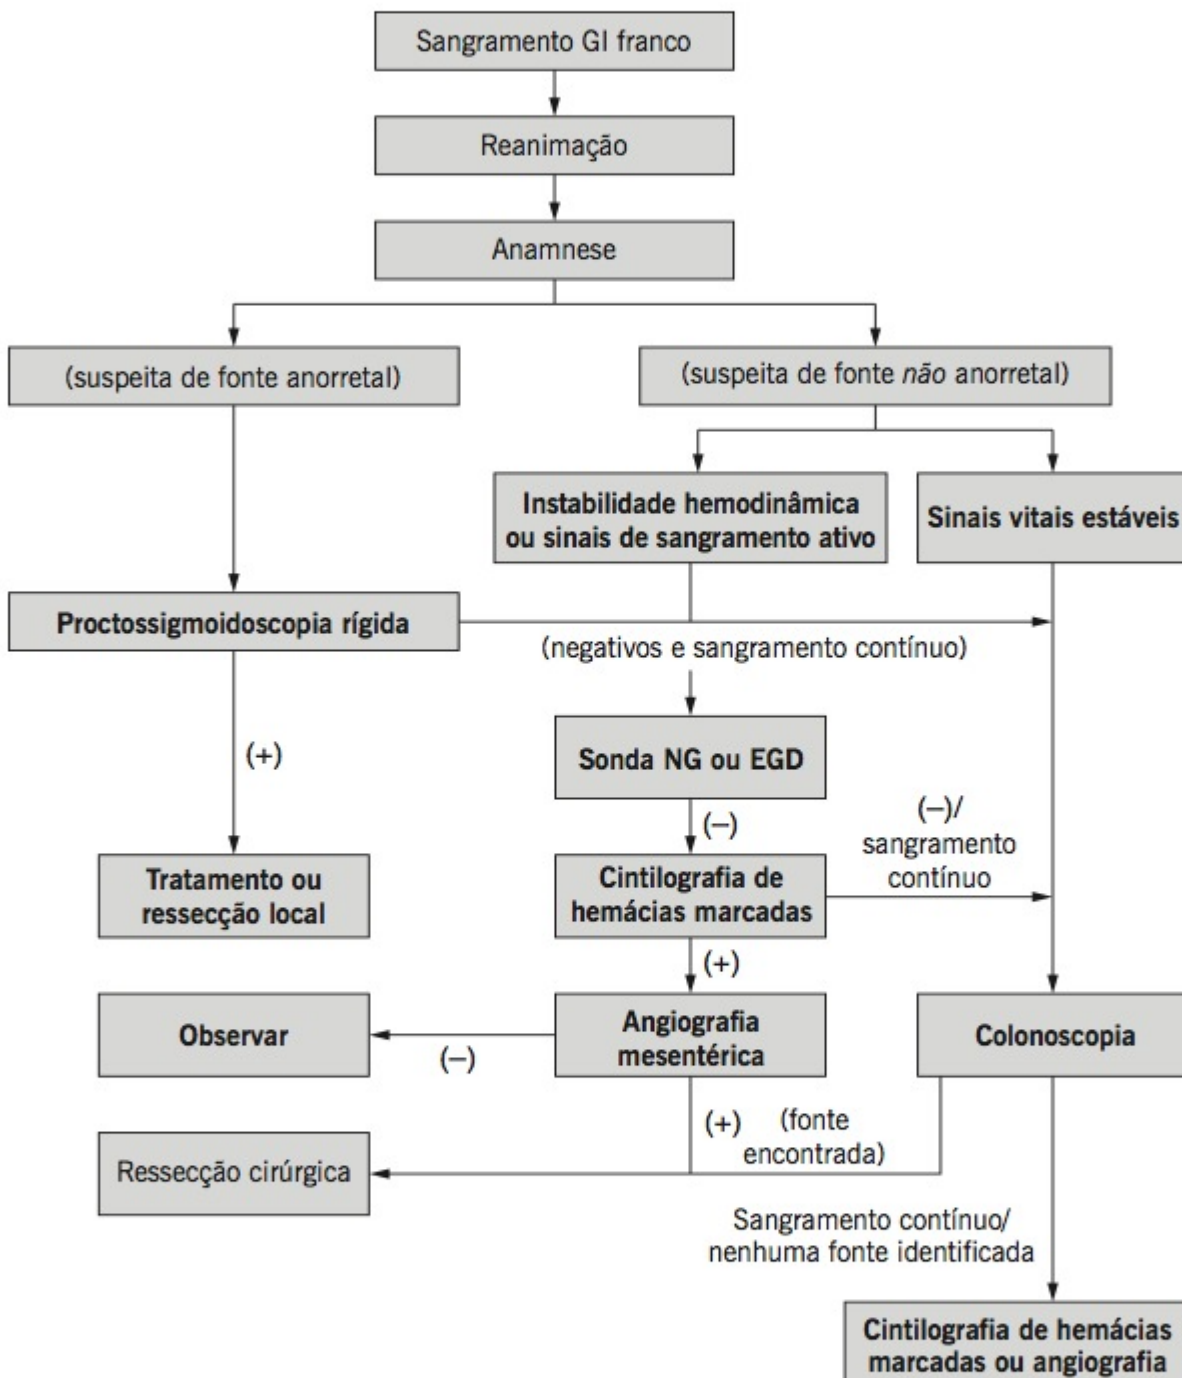 Sangramento GI franco
Reanimação
Anamnese
(suspeita de fonte anorretal)
(suspeita de fonte não anorretal)
Instabilidade hemodinâmica
ou sinais de sangramento ativo
Sinais vitais estáveis
Proctossigmoidoscopia rígida
(negativos e sangramento contínuo)
(+)
Sonda NG ou EGD
(–)
(–)/
sangramento
contínuo
Tratamento ou
ressecção local
Cintilografia de
hemácias marcadas
(+)
Observar
(–)
Angiografia
mesentérica
Colonoscopia
(+)
(fonte
encontrada)
Ressecção cirúrgica
Sangramento contínuo/
nenhuma fonte identificada
Cintilografia de hemácias
marcadas ou angiografia